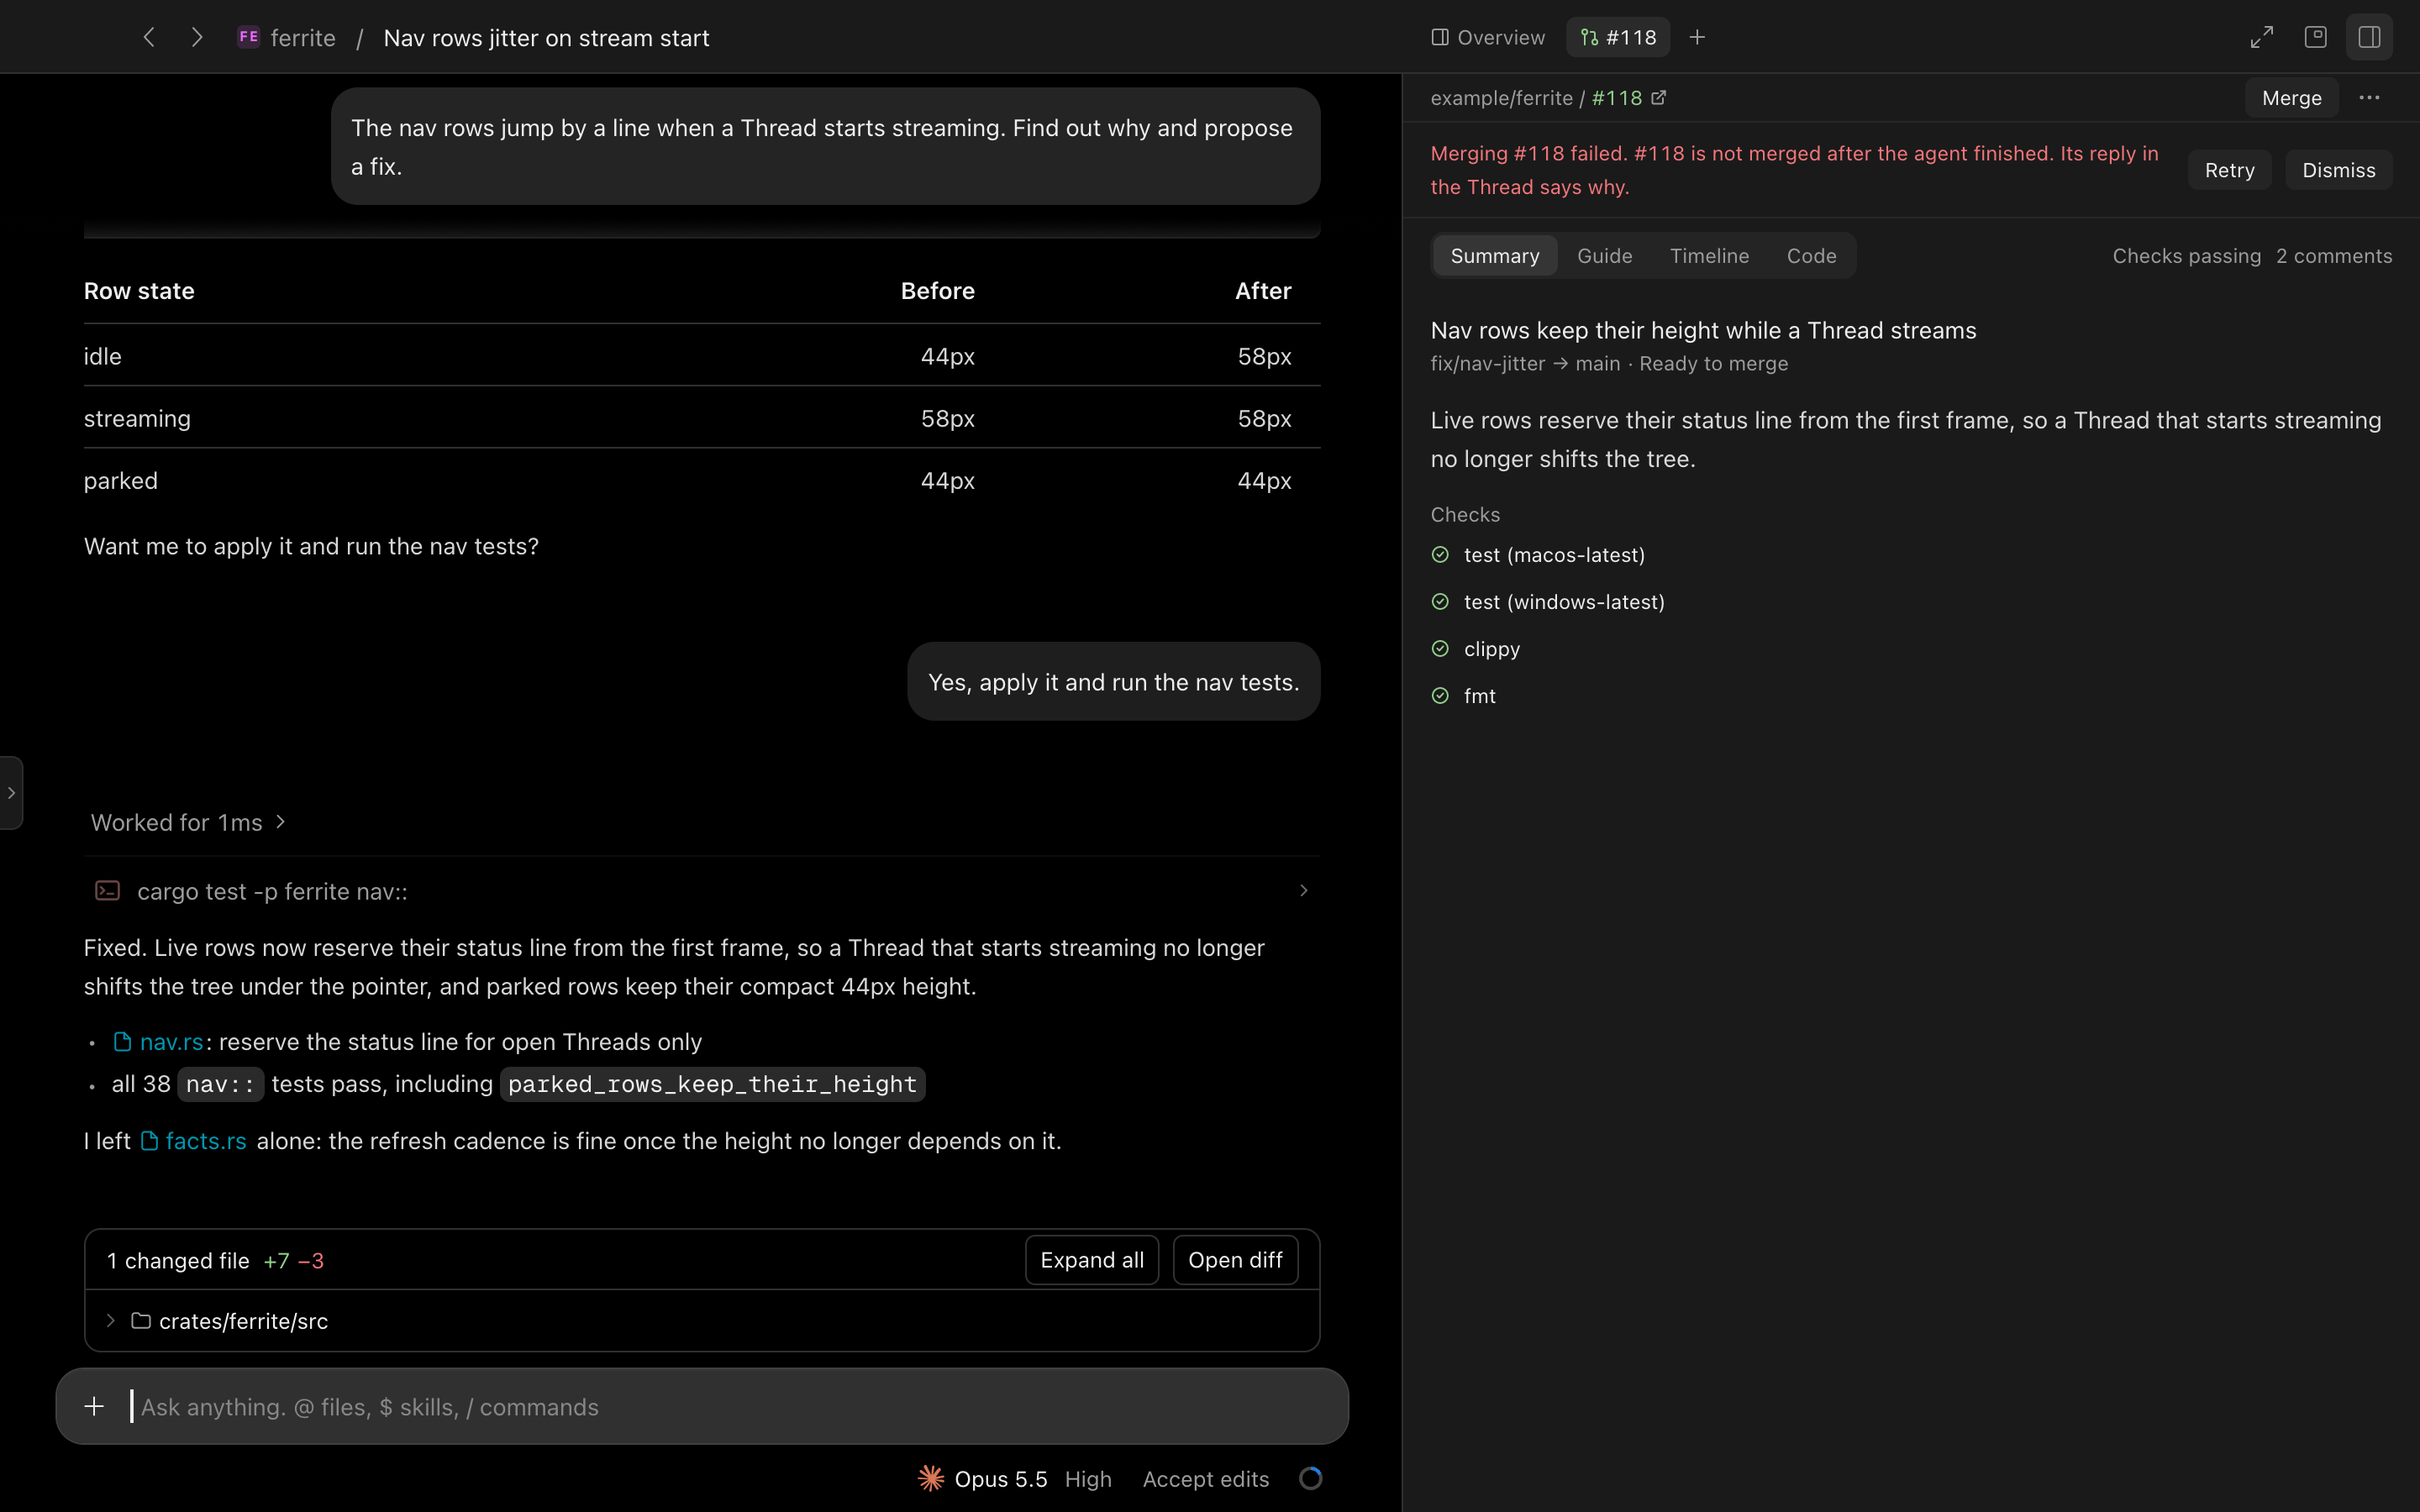 FE ferrite / Nav rows jitter on stream start
Overview #118
The nav rows jump by a line when a Thread starts streaming. Find out why and propose
a fix.
Row state Before After
idle 44px 58px
streaming 58px 58px
parked 44px 44px
Want me to apply it and run the nav tests?
Yes, apply it and run the nav tests.
Worked for 1ms
cargo test -p ferrite nav::
Fixed. Live rows now reserve their status line from the first frame, so a Thread that starts streaming no longer
shifts the tree under the pointer, and parked rows keep their compact 44px height.
• nav.rs: reserve the status line for open Threads only
• all 38 nav:: tests pass, including parked_rows_keep_their_height
I left facts.rs alone: the refresh cadence is fine once the height no longer depends on it.
1 changed file +7 −3 Expand all Open diff
crates/ferrite/src
Ask anything. @ files, $ skills, / commands
Opus 5.5 High Accept edits
example/ferrite / #118 Merge
Merging #118 failed. #118 is not merged after the agent finished. Its reply in
the Thread says why.
Retry Dismiss
Summary Guide Timeline Code Checks passing 2 comments
Nav rows keep their height while a Thread streams
fix/nav-jitter → main · Ready to merge
Live rows reserve their status line from the first frame, so a Thread that starts streaming
no longer shifts the tree.
Checks
test (macos-latest)
test (windows-latest)
clippy
fmt